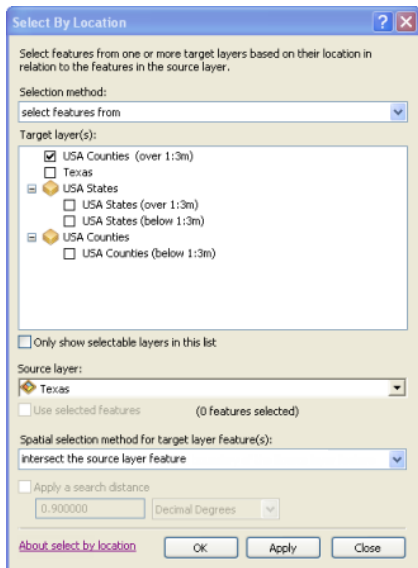 Select By Location
Select features from one or more target layers based on their location in
relation to the features in the source layer.
Selection method:
select features from
Target layer(s):
USA Counties (over 1:3m)
Texas
USA States
USA States (over 1:3m)
USA States (below 1:3m)
USA Counties
USA Counties (below 1:3m)
Only show selectable layers in this list
Source layer:
Texas
Use selected features (0 features selected)
Spatial selection method for target layer feature(s):
intersect the source layer feature
Apply a search distance
0.900000 Decimal Degrees
About select by location OK Apply Close